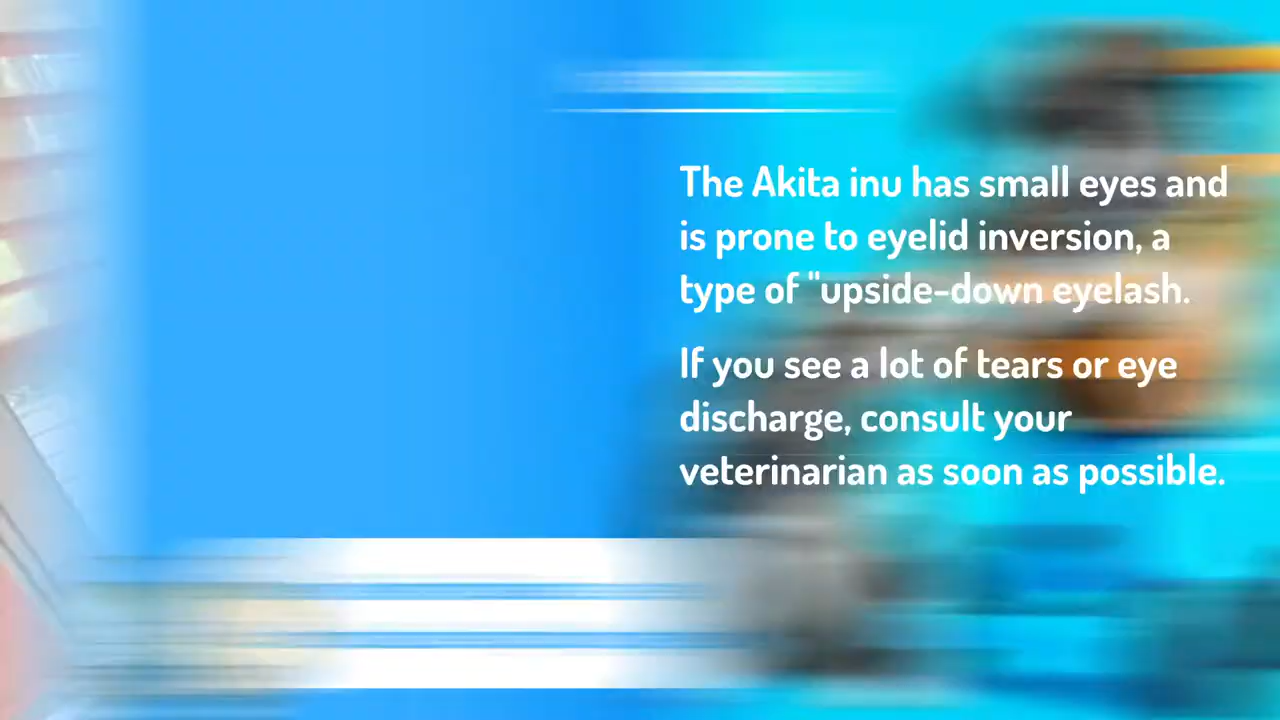 The Akita inu has small eyes and
is prone to eyelid inversion, a
type of "upside-down eyelash.
If you see a lot of tears or eye
discharge, consult your
veterinarian as soon as possible.